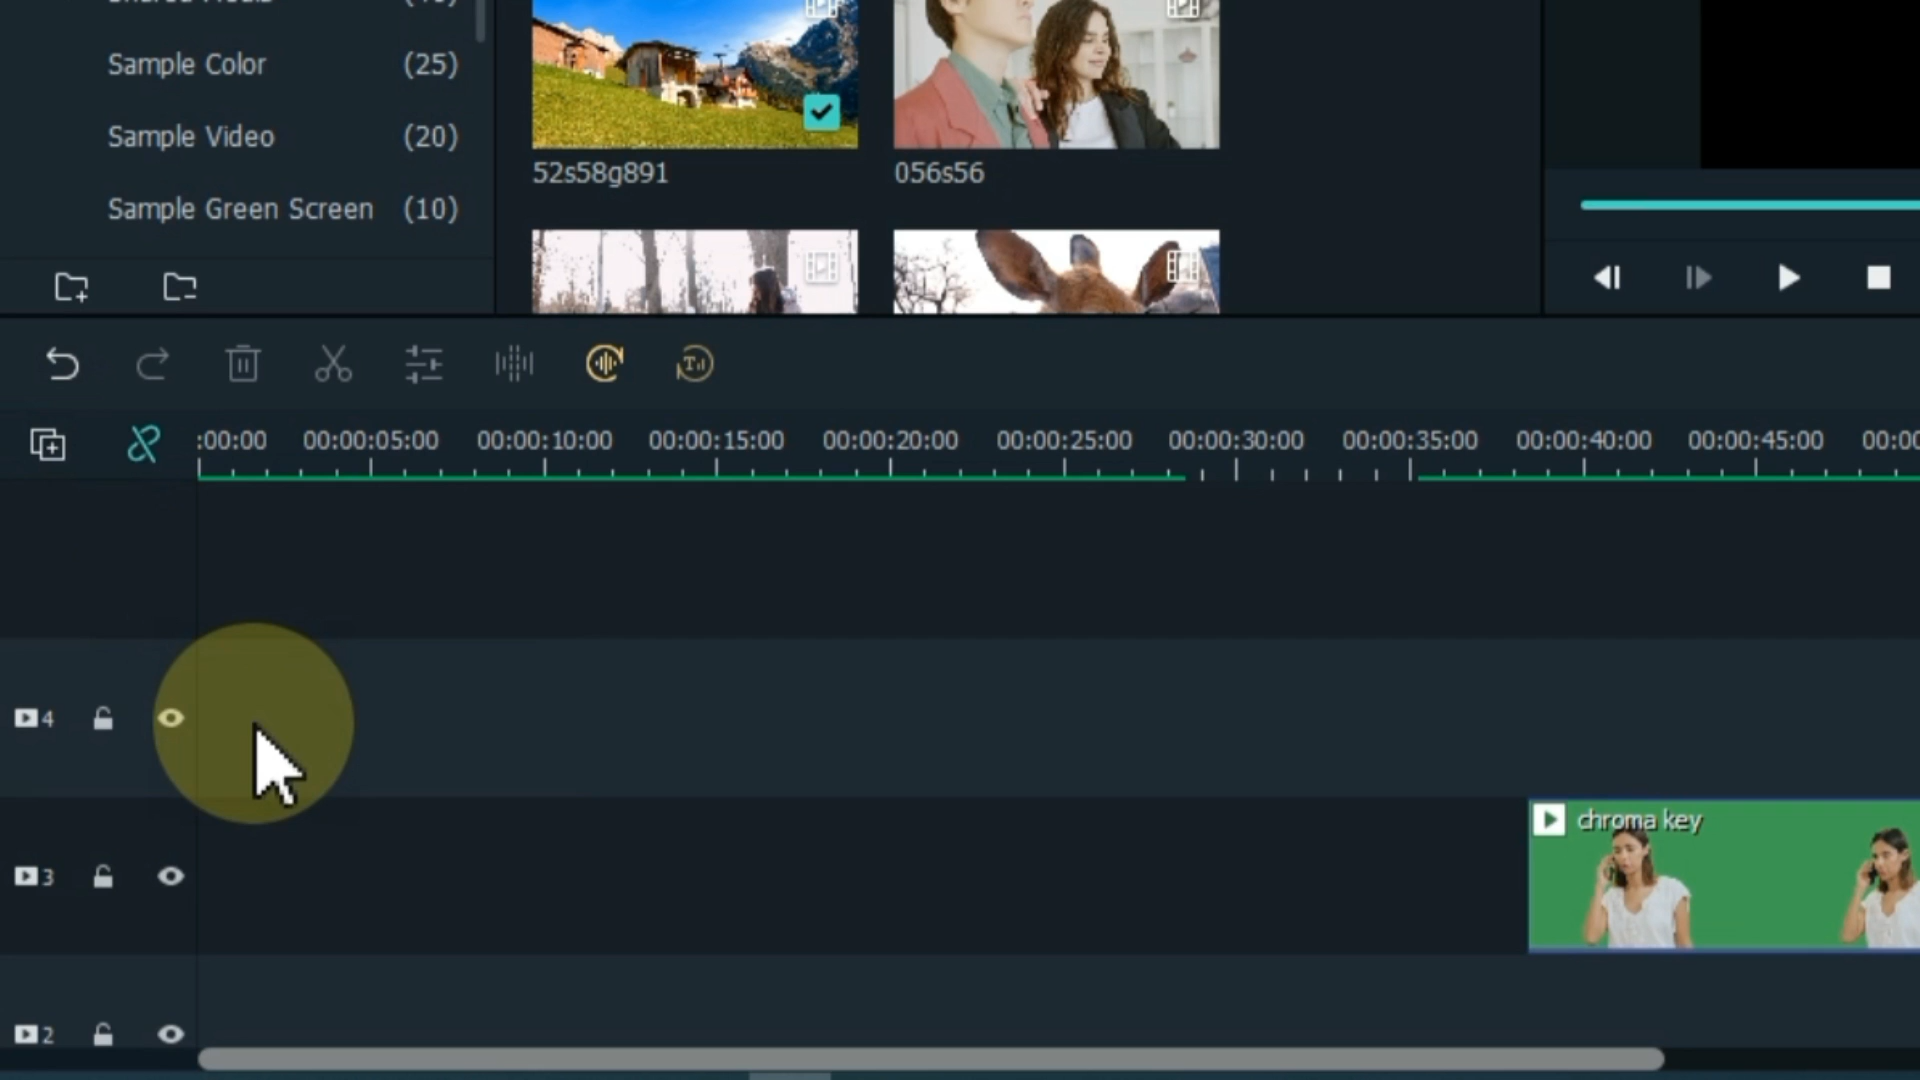 Sample Color (25)
Sample Video (20)
Sample Green Screen (10)
52s58g891
056s56
:00:00 00:00:05:00 00:00:10:00 00:00:15:00 00:00:20:00 00:00:25:00 00:00:30:00 00:00:35:00 00:00:40:00 00:00:45:00 00:00
4
chroma key
3
2